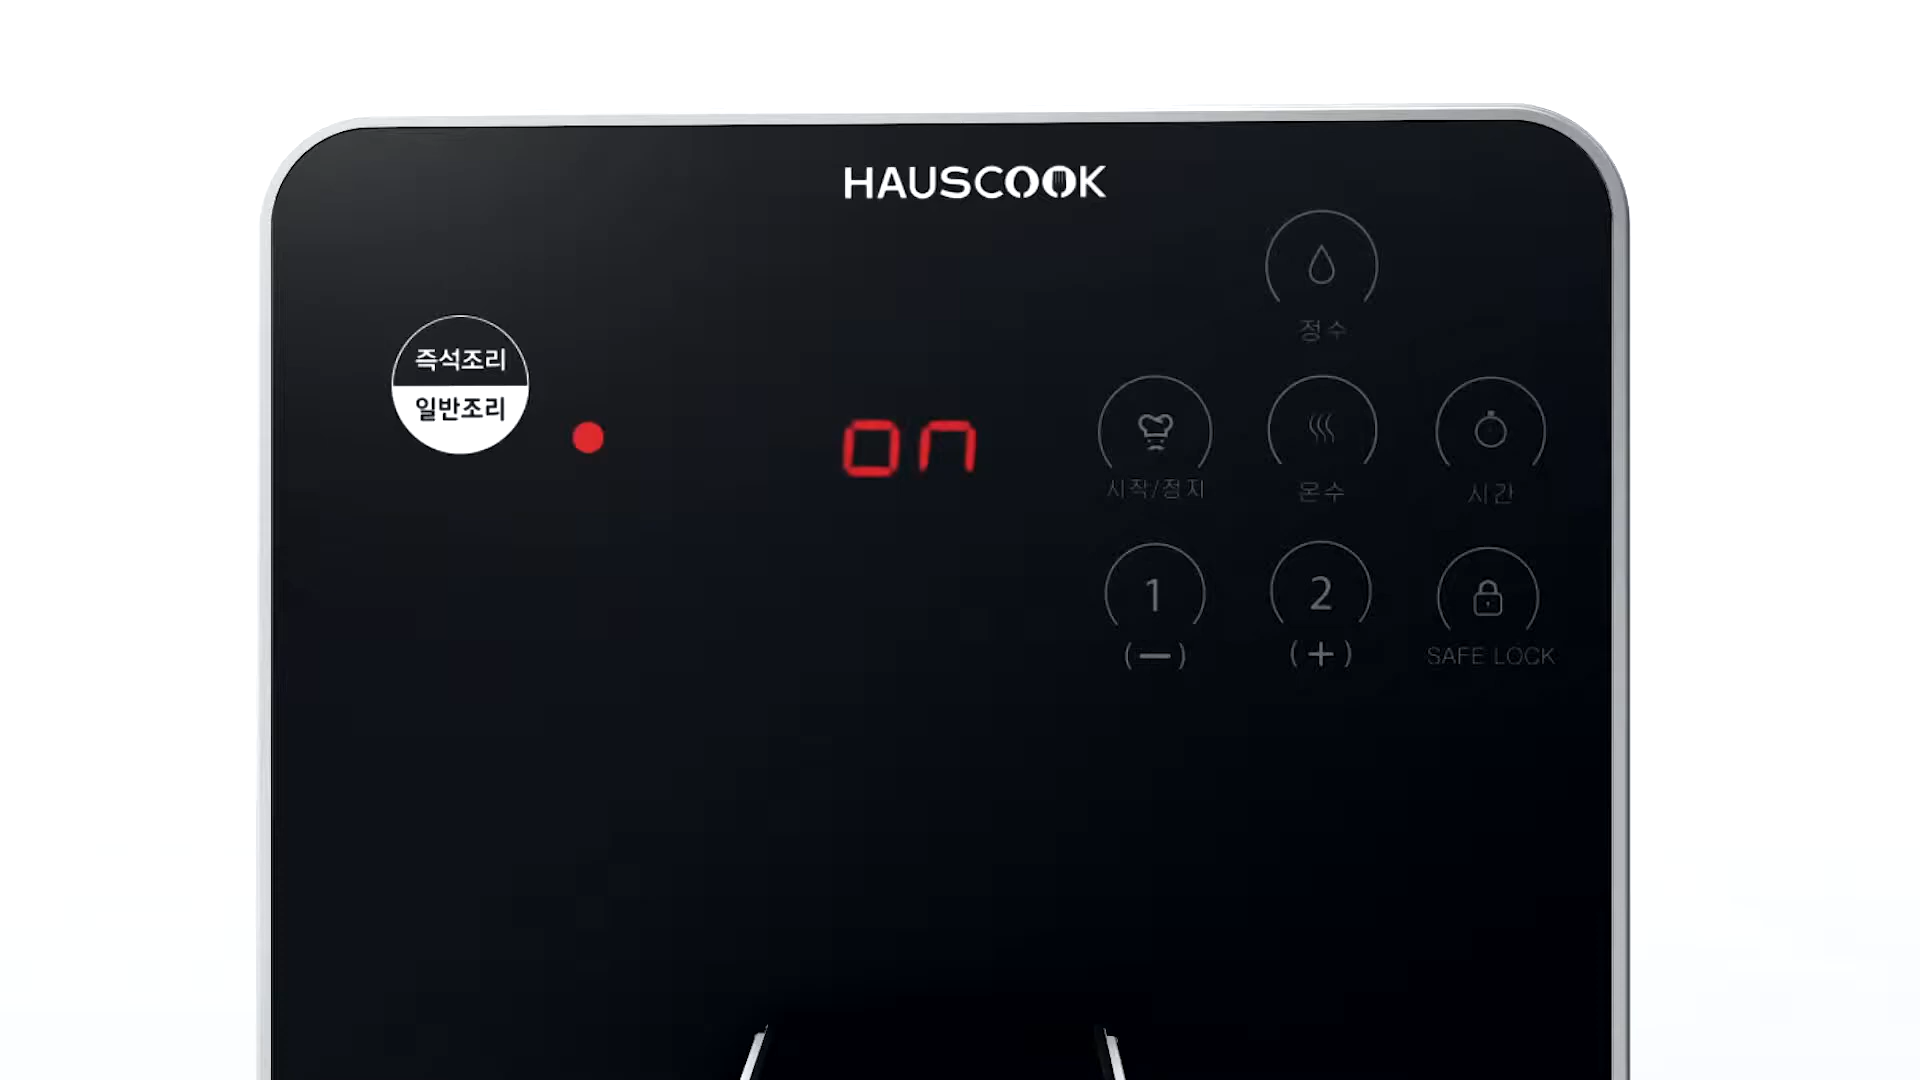 HAUSCOOK
정수
즉석조리
일반조리
on
시작/정지
온수
시간
1
(—)
2
(+)
SAFE LOCK